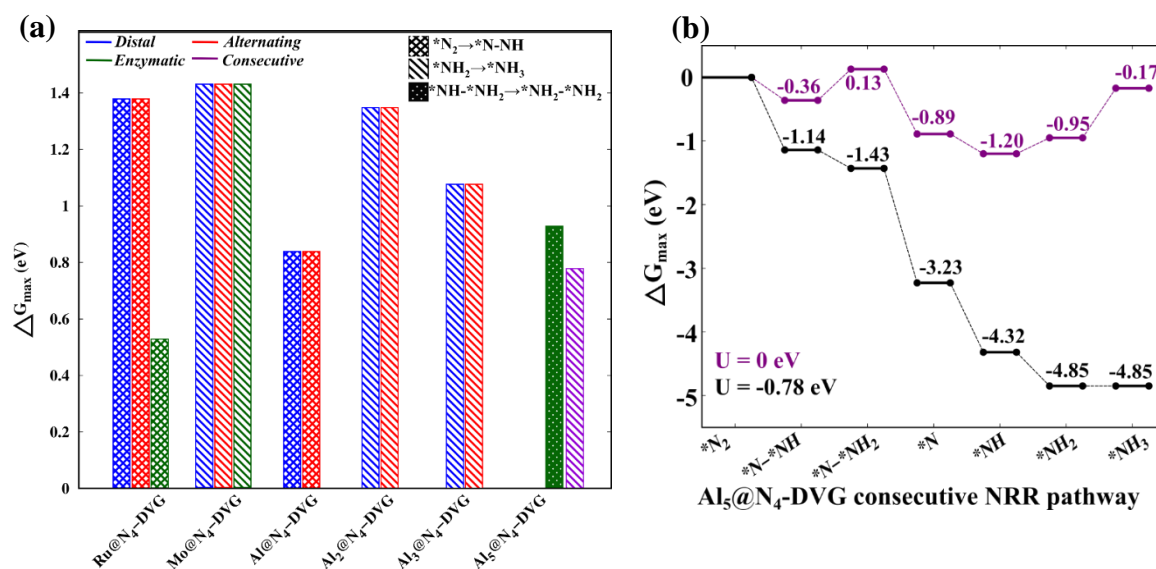 (a)
Distal
Alternating
Enzymatic
Consecutive
*N₂→*N-NH
*NH₂→*NH₃
*NH-*NH₂→*NH₂-*NH₂
△G_max (eV)
1.4
1.2
1
0.8
0.6
0.4
0.2
0
Ru@N₄-DVG
Mo@N₄-DVG
Al@N₄-DVG
Al₂@N₄-DVG
Al₃@N₄-DVG
Al₅@N₄-DVG
(b)
△G_max (eV)
0
-1
-2
-3
-4
-5
-0.36
0.13
-0.89
-1.20
-0.95
-0.17
-1.14
-1.43
-3.23
-4.32
-4.85
-4.85
U = 0 eV
U = -0.78 eV
*N₂
*N-*NH
*N-*NH₂
*N
*NH
*NH₂
*NH₃
Al₅@N₄-DVG consecutive NRR pathway